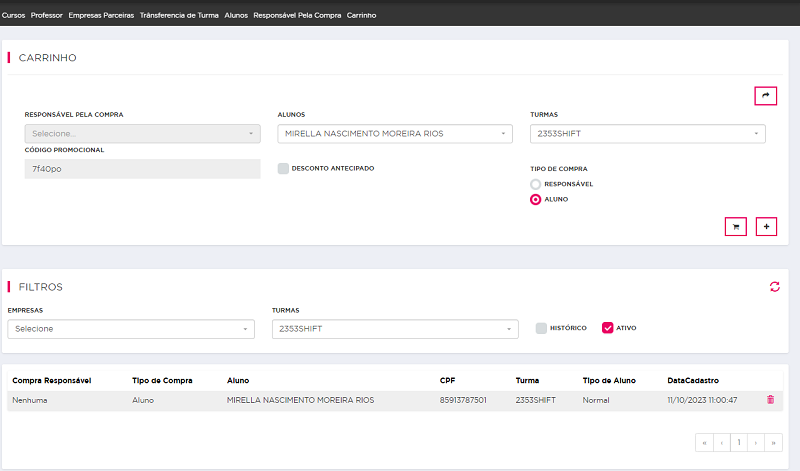 Cursos Professor Empresas Parceiras Trânsferencia de Turma Alunos Responsável Pela Compra Carrinho
CARRINHO
RESPONSÁVEL PELA COMPRA ALUNOS TURMAS
Selecione... MIRELLA NASCIMENTO MOREIRA RIOS 2353SHIFT
CÓDIGO PROMOCIONAL
7f40po DESCONTO ANTECIPADO TIPO DE COMPRA
RESPONSÁVEL
ALUNO
FILTROS
EMPRESAS TURMAS
Selecione 2353SHIFT HISTÓRICO ATIVO
Compra Responsável Tipo de Compra Aluno CPF Turma Tipo de Aluno DataCadastro
Nenhuma Aluno MIRELLA NASCIMENTO MOREIRA RIOS 85913787501 2353SHIFT Normal 11/10/2023 11:00:47
« ‹ 1 › »